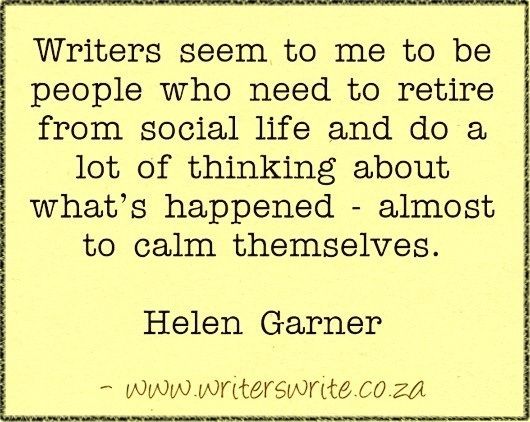 Writers seem to me to be
people who need to retire
from social life and do a
lot of thinking about
what's happened - almost
to calm themselves.
Helen Garner
- www.writerswrite.co.za